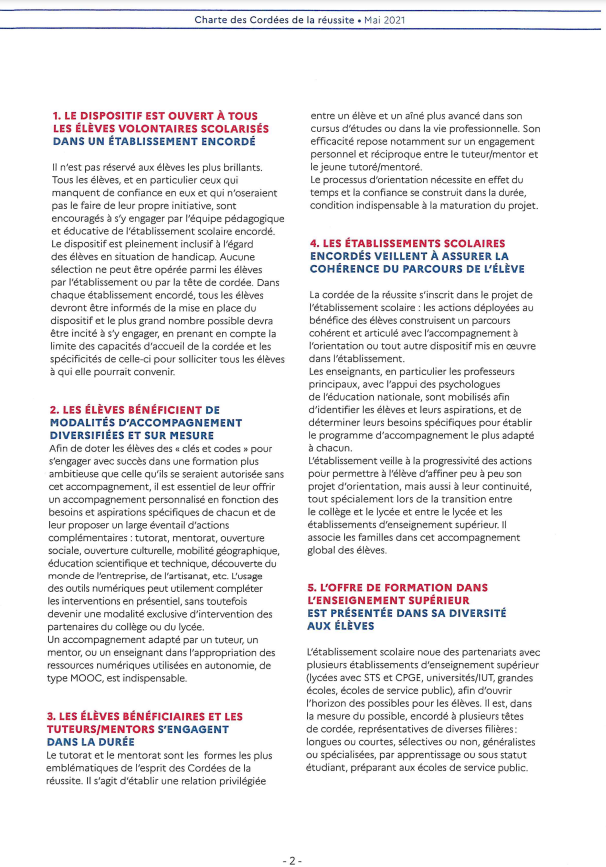 Charte des Cordées de la réussite • Mai 2021
1. LE DISPOSITIF EST OUVERT À TOUS
LES ÉLÈVES VOLONTAIRES SCOLARISÉS
DANS UN ÉTABLISSEMENT ENCORDÉ
Il n'est pas réservé aux élèves les plus brillants.
Tous les élèves, et en particulier ceux qui
manquent de confiance en eux et qui n'oseraient
pas le faire de leur propre initiative, sont
encouragés à s'y engager par l'équipe pédagogique
et éducative de l'établissement scolaire encordé.
Le dispositif est pleinement inclusif à l'égard
des élèves en situation de handicap. Aucune
sélection ne peut être opérée parmi les élèves
par l'établissement ou par la tête de cordée. Dans
chaque établissement encordé, tous les élèves
devront être informés de la mise en place du
dispositif et le plus grand nombre possible devra
être incité à s'y engager, en prenant en compte la
limite des capacités d'accueil de la cordée et les
spécificités de celle-ci pour solliciter tous les élèves
à qui elle pourrait convenir.
2. LES ÉLÈVES BÉNÉFICIENT DE
MODALITÉS D'ACCOMPAGNEMENT
DIVERSIFIÉES ET SUR MESURE
Afin de doter les élèves des « clés et codes » pour
s'engager avec succès dans une formation plus
ambitieuse que celle qu'ils se seraient autorisée sans
cet accompagnement, il est essentiel de leur offrir
un accompagnement personnalisé en fonction des
besoins et aspirations spécifiques de chacun et de
leur proposer un large éventail d'actions
complémentaires : tutorat, mentorat, ouverture
sociale, ouverture culturelle, mobilité géographique,
éducation scientifique et technique, découverte du
monde de l'entreprise, de l'artisanat, etc. L'usage
des outils numériques peut utilement compléter
les interventions en présentiel, sans toutefois
devenir une modalité exclusive d'intervention des
partenaires du collège ou du lycée.
Un accompagnement adapté par un tuteur, un
mentor, ou un enseignant dans l'appropriation des
ressources numériques utilisées en autonomie, de
type MOOC, est indispensable.
3. LES ÉLÈVES BÉNÉFICIAIRES ET LES
TUTEURS/MENTORS S'ENGAGENT
DANS LA DURÉE
Le tutorat et le mentorat sont les formes les plus
emblématiques de l'esprit des Cordées de la
réussite. Il s'agit d'établir une relation privilégiée
entre un élève et un aîné plus avancé dans son
cursus d'études ou dans la vie professionelle. Son
efficacité repose notamment sur un engagement
personnel et réciproque entre le tuteur/mentor et
le jeune tutoré/mentoré.
Le processus d'orientation nécessite en effet du
temps et la confiance se construit dans la durée,
condition indispensable à la maturation du projet.
4. LES ÉTABLISSEMENTS SCOLAIRES
ENCORDÉS VEILLENT À ASSURER LA
COHÉRENCE DU PARCOURS DE L'ÉLÈVE
La cordée de la réussite s'inscrit dans le projet de
l'établissement scolaire : les actions déployées au
bénéfice des élèves construisent un parcours
cohérent et articulé avec l'accompagnement à
l'orientation ou tout autre dispositif mis en œuvre
dans l'établissement.
Les enseignants, en particulier les professeurs
principaux, avec l'appui des psychologues
de l'éducation nationale, sont mobilisés afin
d'identifier les élèves et leurs aspirations, et de
déterminer leurs besoins spécifiques pour établir
le programme d'accompagnement le plus adapté
à chacun.
L'établissement veille à la progressivité des actions
pour permettre à l'élève d'affiner peu à peu son
projet d'orientation, mais aussi à leur continuité,
tout spécialement lors de la transition entre
le collège et le lycée et entre le lycée et les
établissements d'enseignement supérieur. Il
associe les familles dans cet accompagnement
global des élèves.
5. L'OFFRE DE FORMATION DANS
L'ENSEIGNEMENT SUPÉRIEUR
EST PRÉSENTÉE DANS SA DIVERSITÉ
AUX ÉLÈVES
L'établissement scolaire noue des partenariats avec
plusieurs établissements d'enseignement supérieur
(lycées avec STS et CPGE, universités/IUT, grandes
écoles, écoles de service public), afin d'ouvrir
l'horizon des possibles pour les élèves. Il est, dans
la mesure du possible, encordé à plusieurs têtes
de cordée, représentatives de diverses filières :
longues ou courtes, sélectives ou non, généralistes
ou spécialisées, par apprentissage ou sous statut
étudiant, préparant aux écoles de service public.
- 2 -